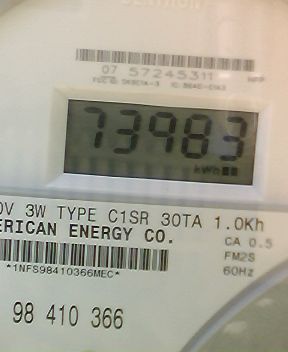 CENTRON
07 57245311
73983
kWh
0V 3W TYPE C1SR 30TA 1.0Kh
ERICAN ENERGY CO.
CA 0.5
FM2S
*1NFS98410366MEC*
60Hz
98 410 366